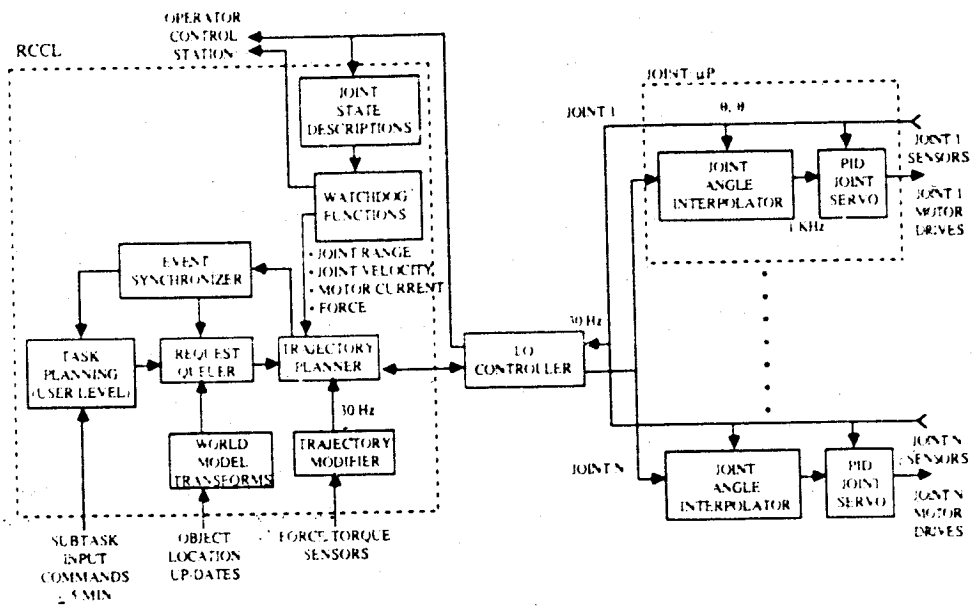 OPERATOR
CONTROL
STATION
RCCL
JOINT
STATE
DESCRIPTIONS
WATCHDOG
FUNCTIONS
• JOINT RANGE
• JOINT VELOCITY
• MOTOR CURRENT
• FORCE
EVENT
SYNCHRONIZER
TASK
PLANNING
(USER LEVEL)
REQUEST
QUEUER
TRAJECTORY
PLANNER
30 Hz
WORLD
MODEL
TRANSFORMS
TRAJECTORY
MODIFIER
SUBTASK
INPUT
COMMANDS
5 MIN
OBJECT
LOCATION
UP-DATES
FORCE TORQUE
SENSORS
I/O
CONTROLLER
30 Hz
JOINT μP
JOINT 1
θ, θ
JOINT
ANGLE
INTERPOLATOR
PID
JOINT
SERVO
1 KHz
JOINT 1
SENSORS
JOINT 1
MOTOR
DRIVES
JOINT N
JOINT
ANGLE
INTERPOLATOR
PID
JOINT
SERVO
JOINT N
SENSORS
JOINT N
MOTOR
DRIVES